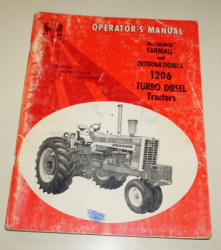 OPERATOR'S MANUAL
McCORMICK
FARMALL and
INTERNATIONAL
1206
TURBO DIESEL
Tractors